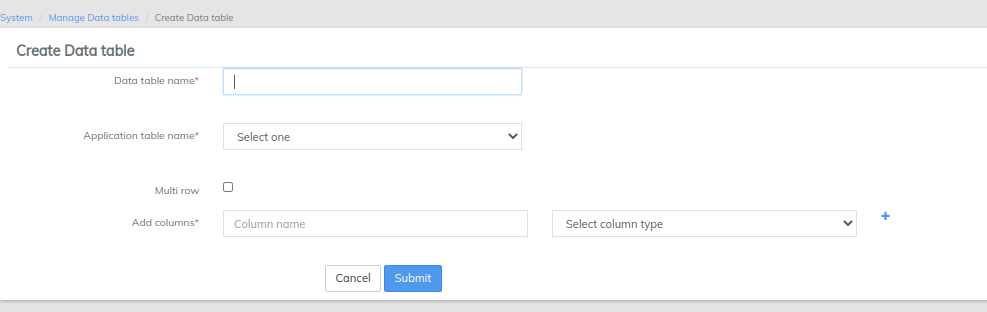 System / Manage Data tables / Create Data table
Create Data table
Data table name*
Application table name* Select one
Multi row
Add columns* Column name Select column type +
Cancel Submit